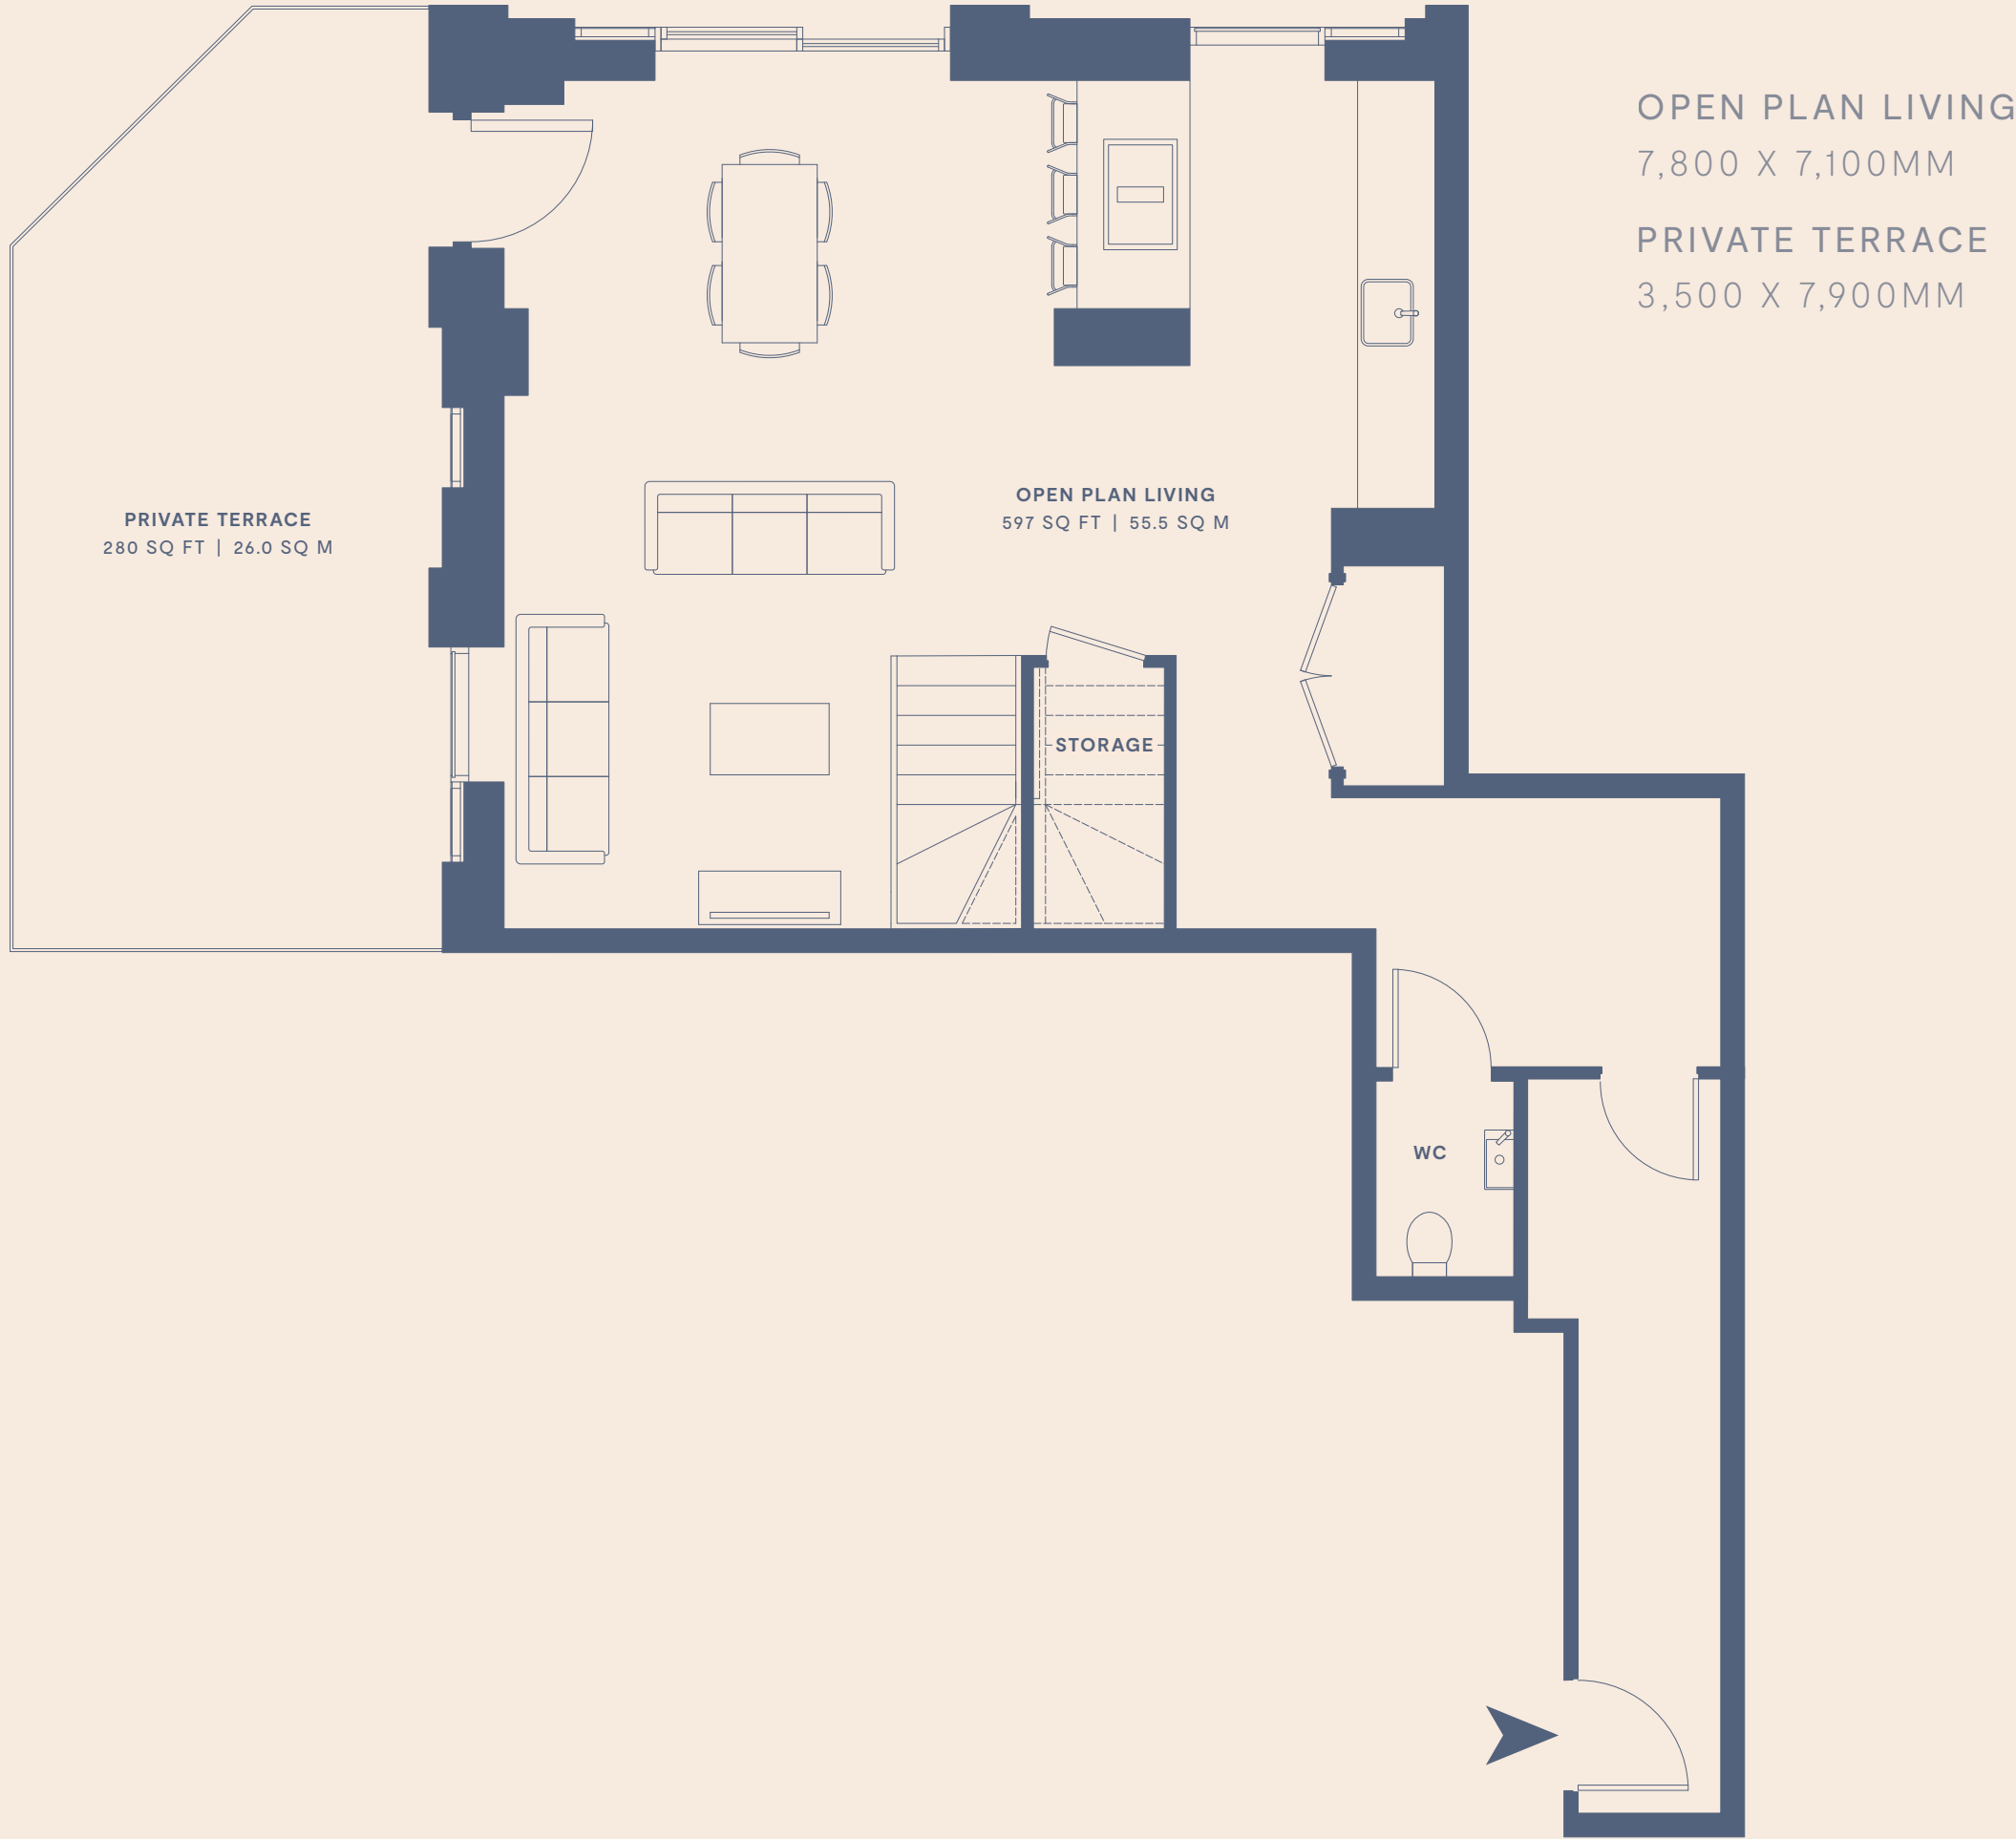 OPEN PLAN LIVING
7,800 X 7,100MM
PRIVATE TERRACE
3,500 X 7,900MM
OPEN PLAN LIVING
597 SQ FT | 55.5 SQ M
PRIVATE TERRACE
280 SQ FT | 26.0 SQ M
STORAGE
WC